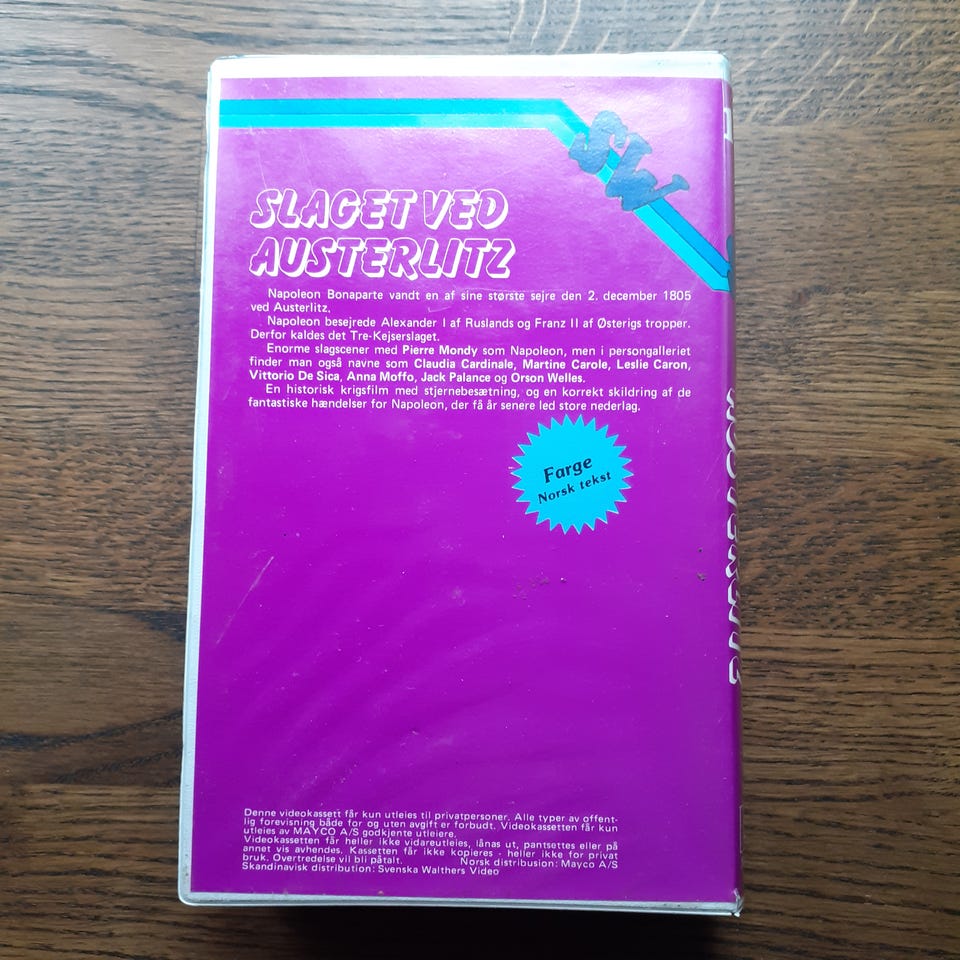 SLAGET VED
AUSTERLITZ
Napoleon Bonaparte vandt en af sine største sejre den 2. december 1805
ved Austerlitz.
Napoleon besejrede Alexander I af Ruslands og Franz II af Østerigs tropper.
Derfor kaldes det Tre-Kejserslaget.
Enorme slagscener med Pierre Mondy som Napoleon, men i persongalleriet
finder man også navne som Claudia Cardinale, Martine Carole, Leslie Caron,
Vittorio De Sica, Anna Moffo, Jack Palance og Orson Welles.
En historisk krigsfilm med stjernebesætning, og en korrekt skildring af de
fantastiske hændelser for Napoleon, der få år senere led store nederlag.
Farge
Norsk tekst
Denne videokassett får kun utleies til privatpersoner. Alle typer av offent-
lig forevisning både for og uten avgift er forbudt. Videokassetten får kun
utleies av MAYCO A/S godkjente utleiere.
Videokassetten får heller ikke vidareutleies, lånas ut, pantsettes eller på
annet vis avhendes. Kassetten får ikke kopieres - heller ikke for privat
bruk. Overtredelse vil bli påtalt. Norsk distribusion: Mayco A/S
Skandinavisk distribution: Svenska Walthers Video